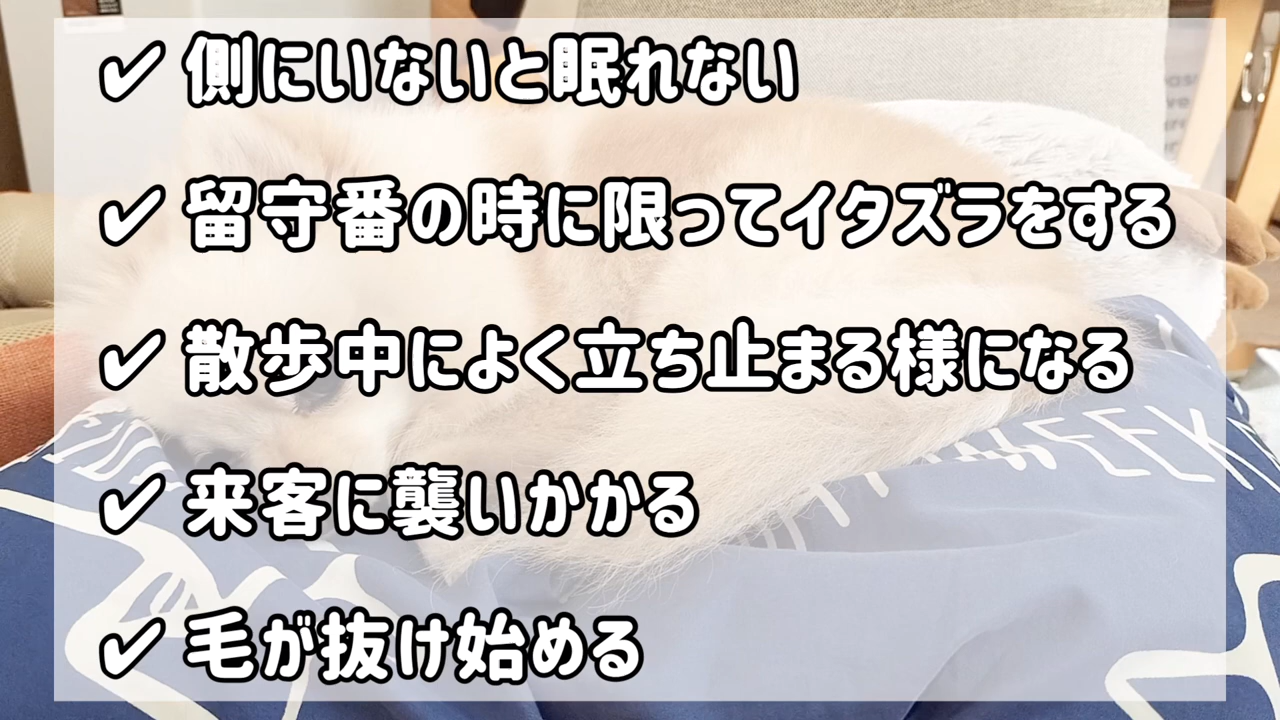 ✔ 側にいないと眠れない
✔ 留守番の時に限ってイタズラをする
✔ 散歩中によく立ち止まる様になる
✔ 来客に襲いかかる
✔ 毛が抜け始める